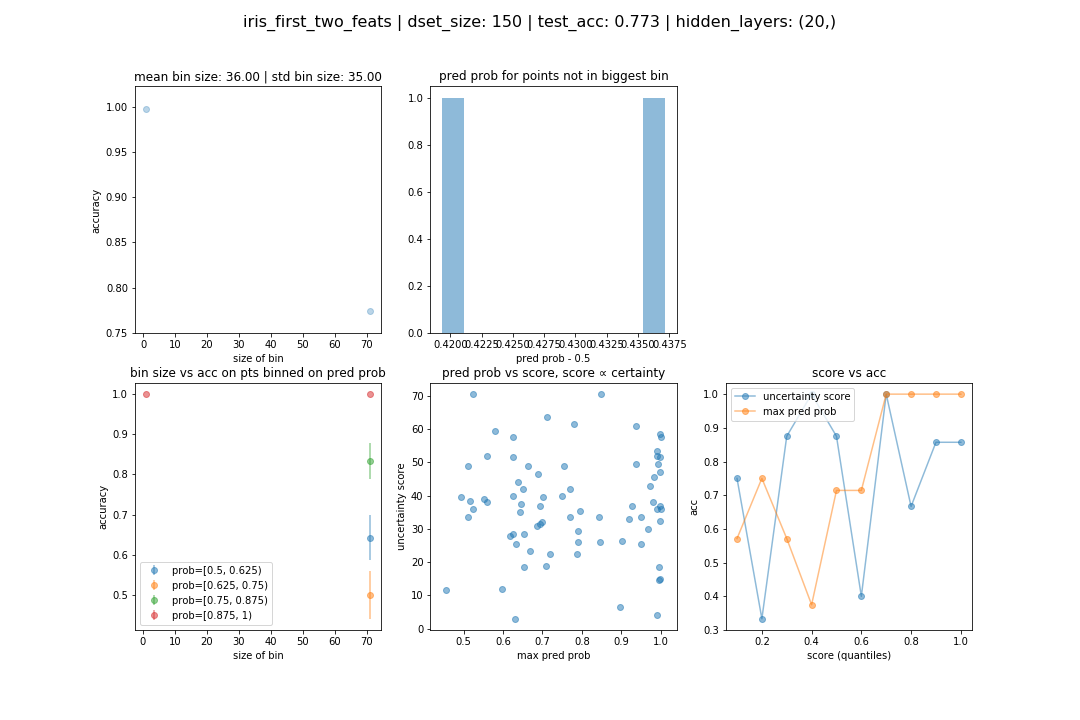 iris_first_two_feats | dset_size: 150 | test_acc: 0.773 | hidden_layers: (20,)
mean bin size: 36.00 | std bin size: 35.00
1.00
0.95
0.90
0.85
0.80
0.75
accuracy
0 10 20 30 40 50 60 70
size of bin
pred prob for points not in biggest bin
1.0
0.8
0.6
0.4
0.2
0.0
0.4200 0.4225 0.4250 0.4275 0.4300 0.4325 0.4350 0.4375
pred prob - 0.5
bin size vs acc on pts binned on pred prob
1.0
0.9
0.8
0.7
0.6
0.5
accuracy
prob=[0.5, 0.625)
prob=[0.625, 0.75)
prob=[0.75, 0.875)
prob=[0.875, 1)
0 10 20 30 40 50 60 70
size of bin
pred prob vs score, score ∝ certainty
70
60
50
40
30
20
10
0
uncertainty score
0.5 0.6 0.7 0.8 0.9 1.0
max pred prob
score vs acc
uncertainty score
max pred prob
1.0
0.9
0.8
0.7
0.6
0.5
0.4
0.3
acc
0.2 0.4 0.6 0.8 1.0
score (quantiles)